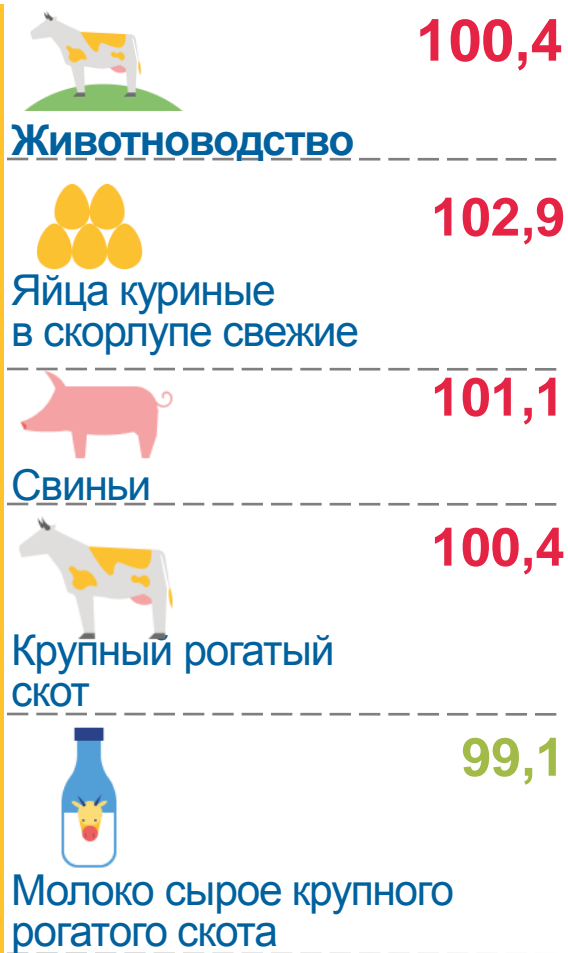 100,4
Животноводство
102,9
Яйца куриные
в скорлупе свежие
101,1
Свиньи
100,4
Крупный рогатый
скот
99,1
Молоко сырое крупного
рогатого скота